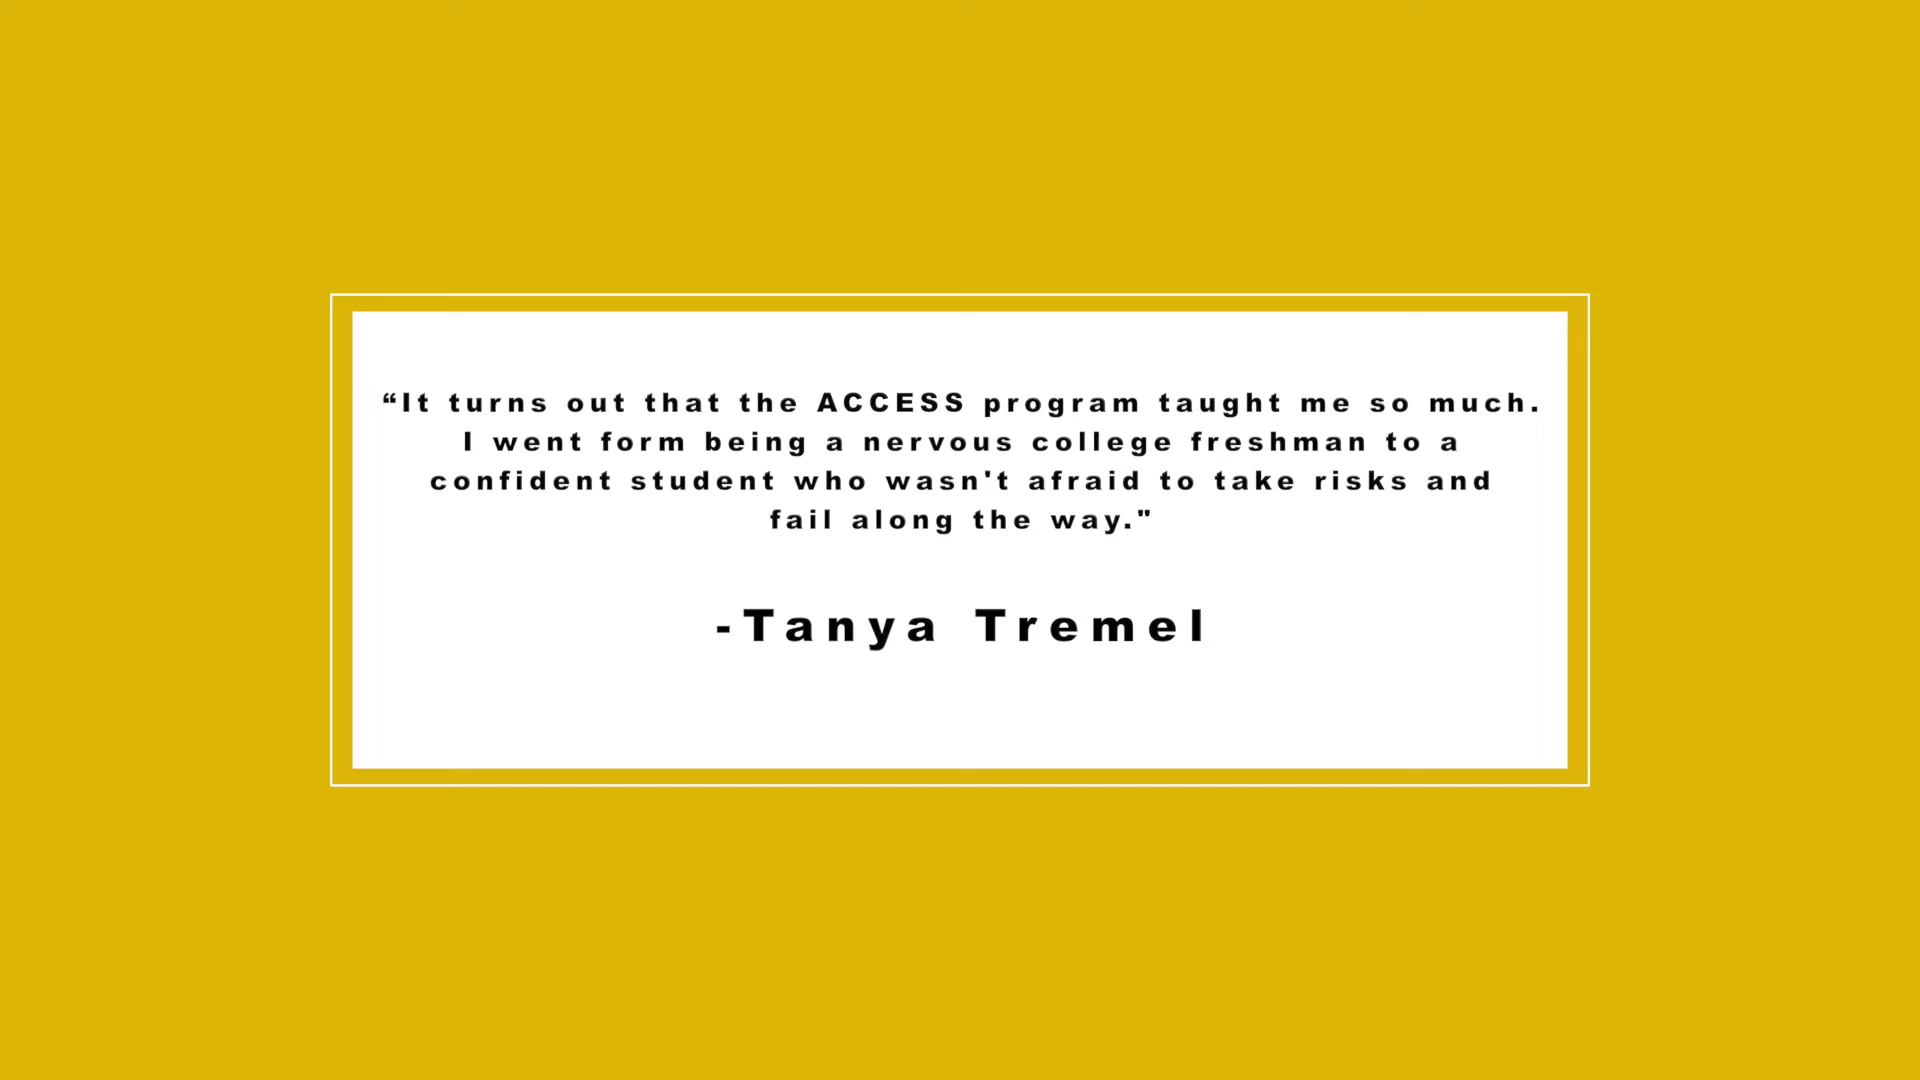 “It turns out that the ACCESS program taught me so much.
I went form being a nervous college freshman to a
confident student who wasn't afraid to take risks and
fail along the way."
-Tanya Tremel